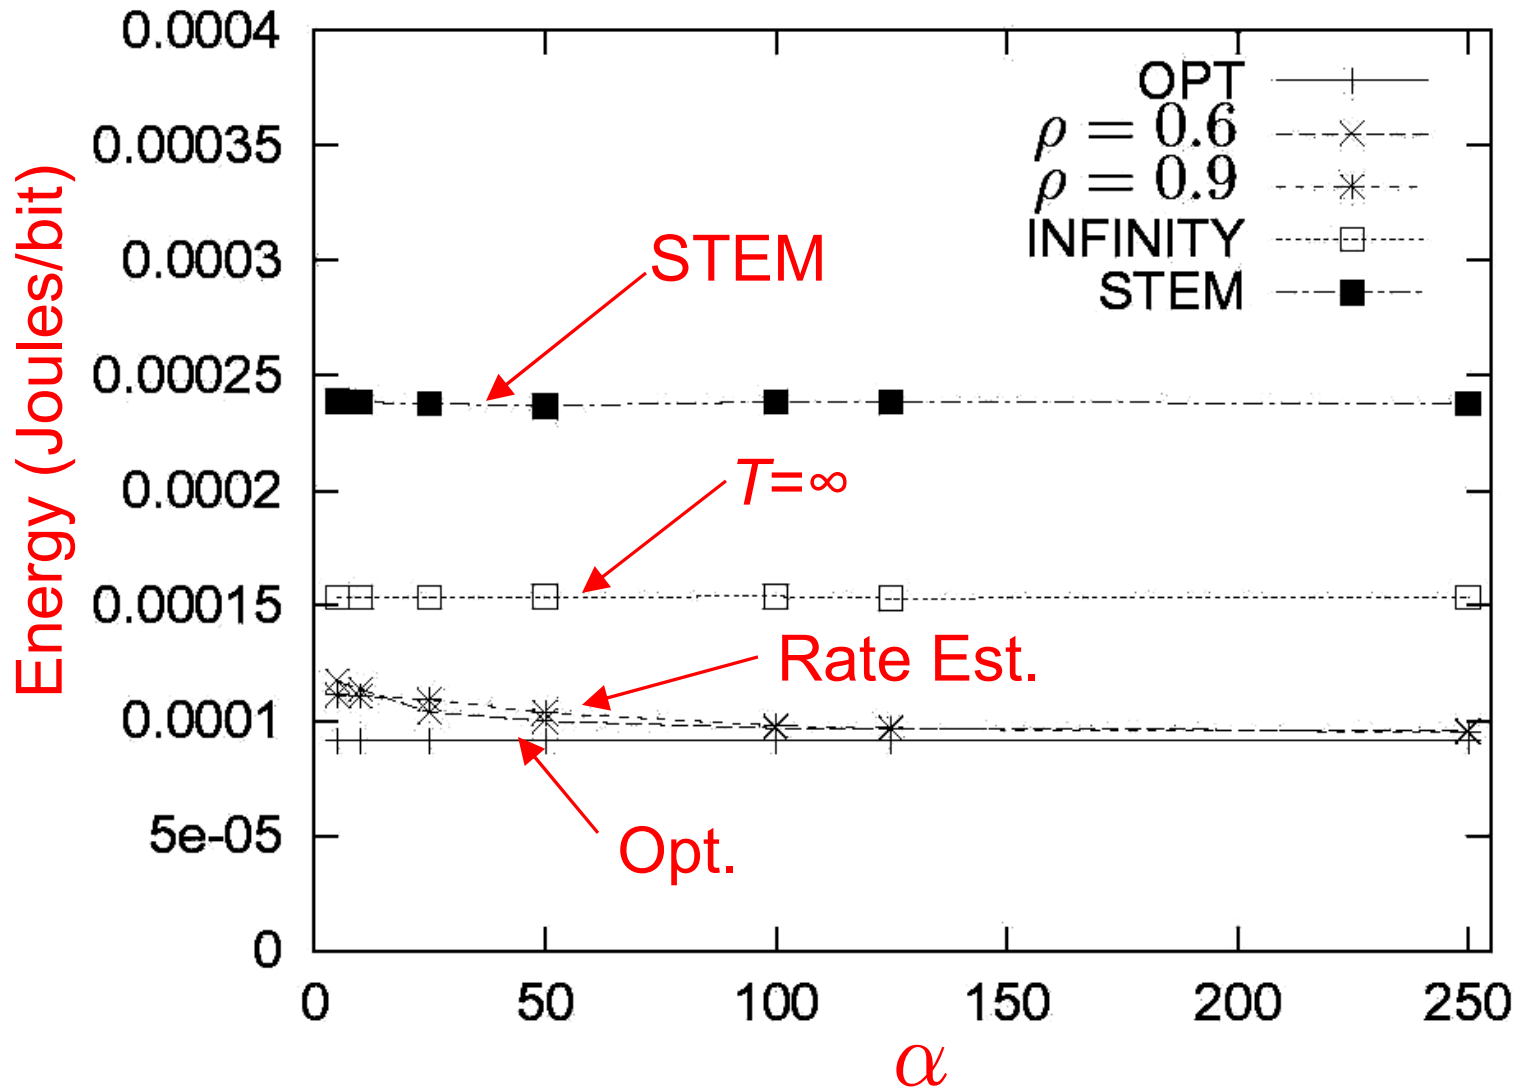 0.0004
0.00035
0.0003
0.00025
0.0002
0.00015
0.0001
5e-05
0
Energy (Joules/bit)
OPT
ρ = 0.6
ρ = 0.9
INFINITY
STEM
STEM
T=∞
Rate Est.
Opt.
0 50 100 150 200 250
α